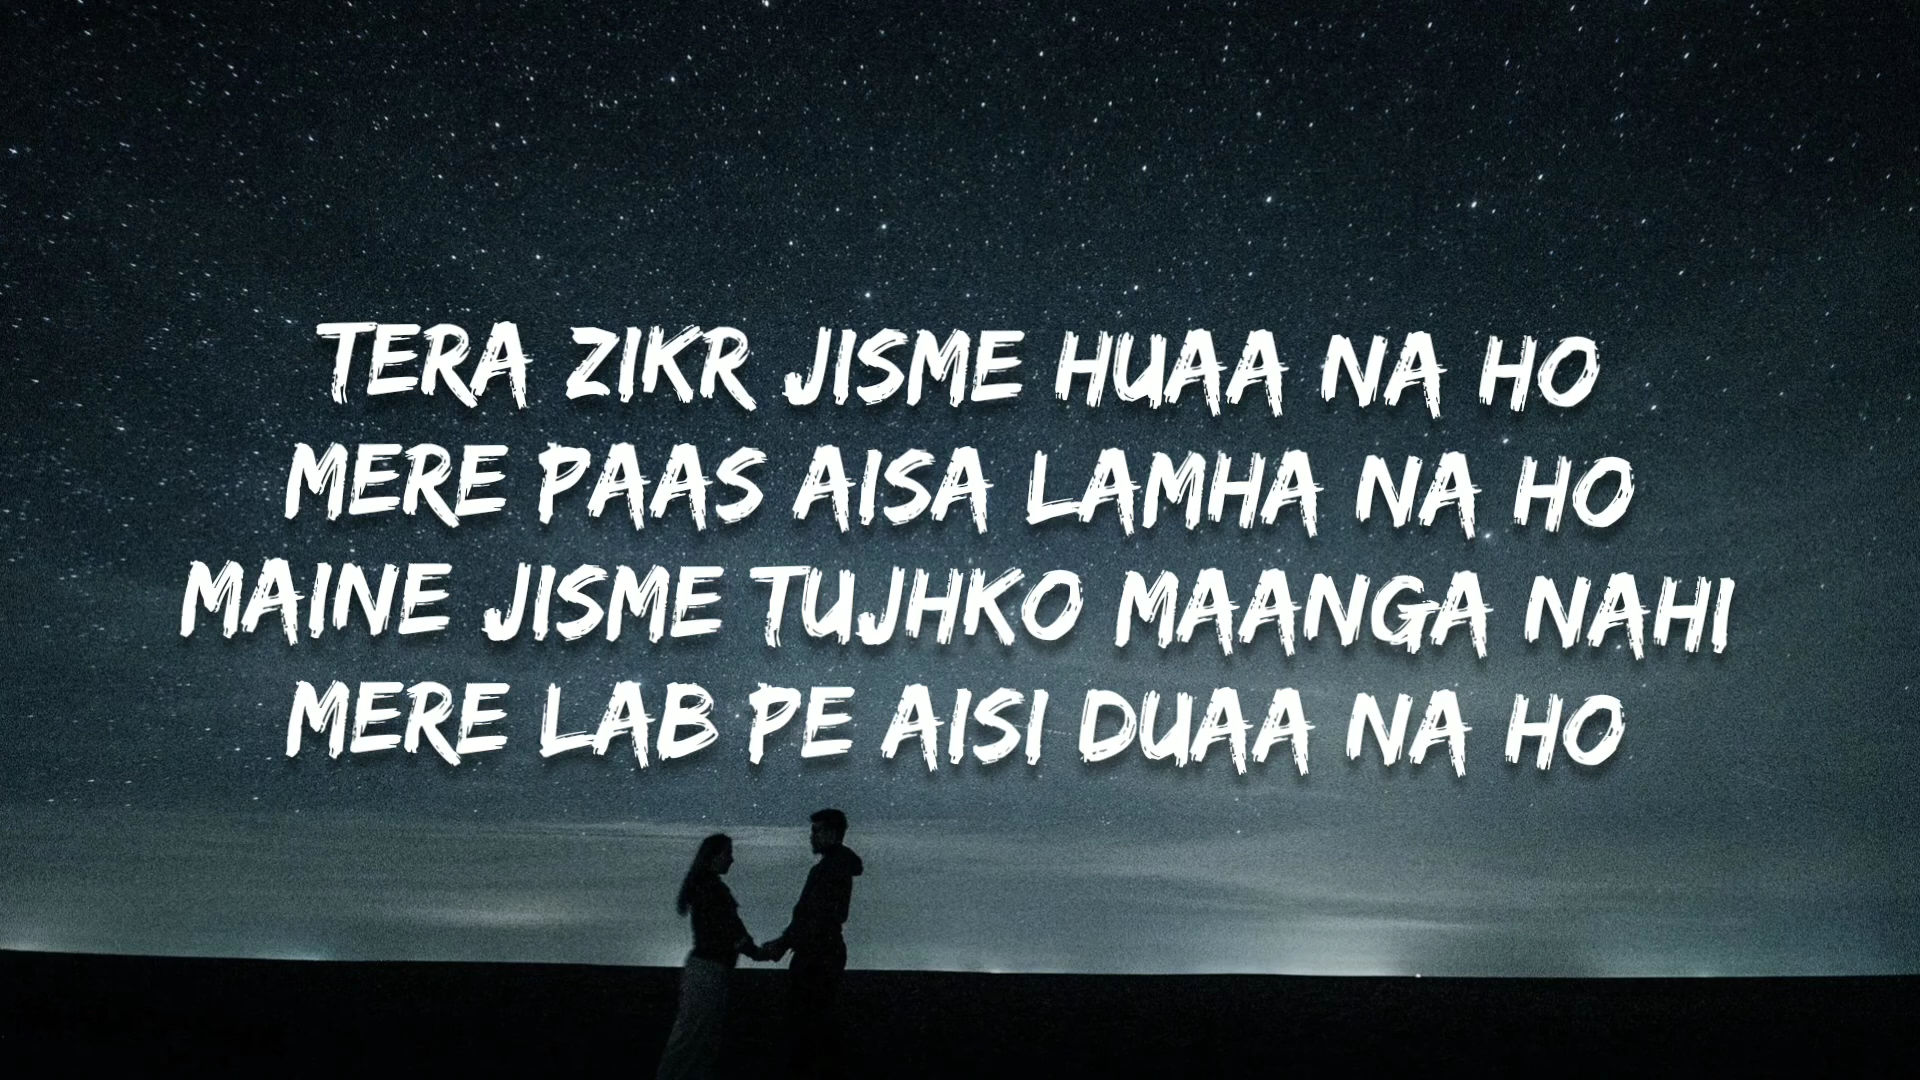 TERA ZIKR JISME HUAA NA HO
MERE PAAS AISA LAMHA NA HO
MAINE JISME TUJHKO MAANGA NAHI
MERE LAB PE AISI DUAA NA HO